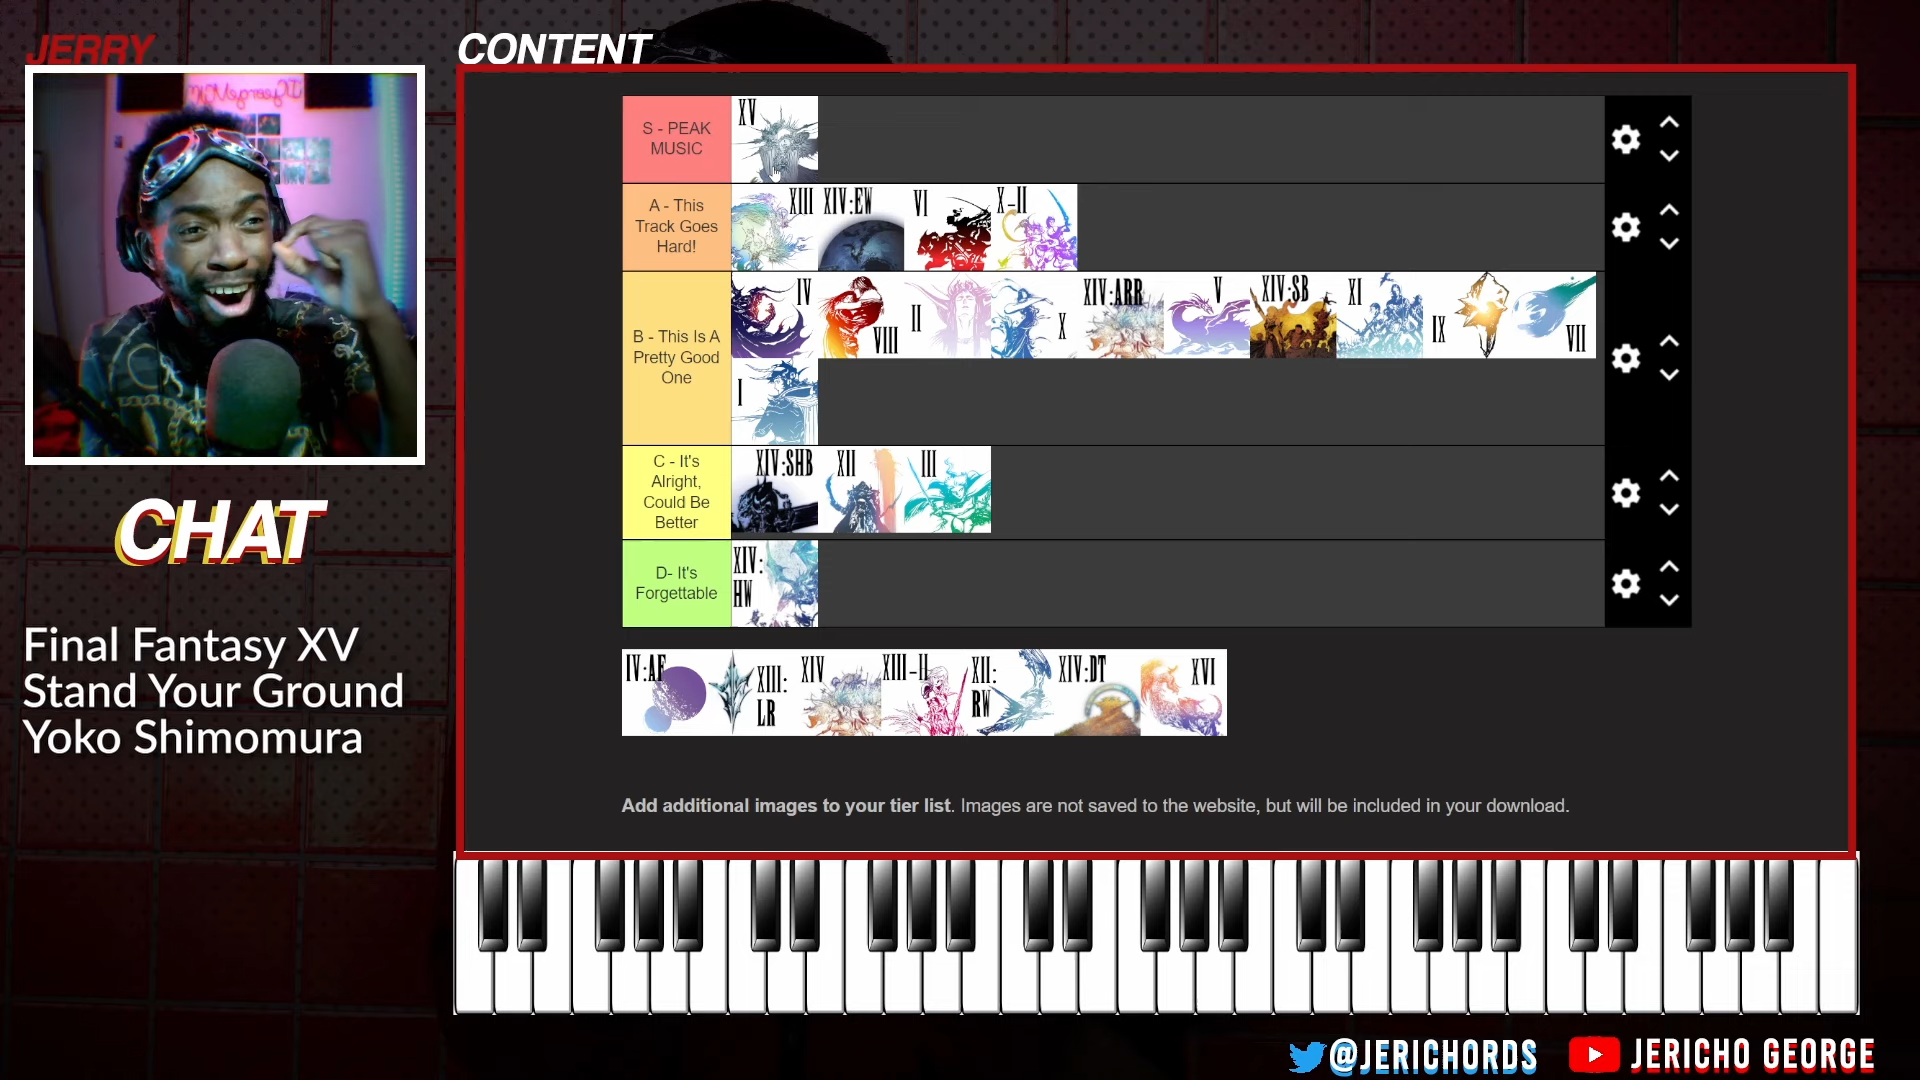 JERRY
CONTENT
S - PEAK
MUSIC
XV
A - This
Track Goes
Hard!
XIII
XIV:EW
VI
X-II
B - This Is A
Pretty Good
One
IV
VIII
II
X
XIV:ARR
V
XIV:SB
XI
IX
VII
I
C - It's
Alright,
Could Be
Better
XIV:SHB
XII
III
D- It's
Forgettable
XIV:
HW
IV:AF
XIII:
LR
XIV
XIII-II
XII:
RW
XIV:DT
XVI
Add additional images to your tier list. Images are not saved to the website, but will be included in your download.
CHAT
Final Fantasy XV
Stand Your Ground
Yoko Shimomura
@JERICHORDS
JERICHO GEORGE